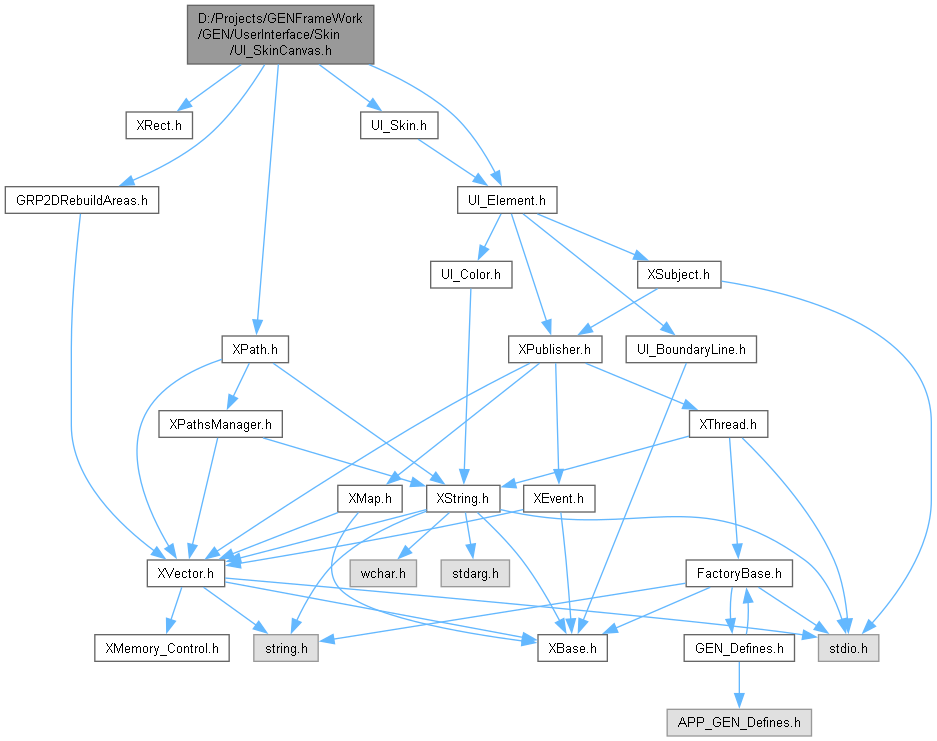 D:/Projects/GENFrameWork
/GEN/UserInterface/Skin
/UI_SkinCanvas.h
XRect.h
UI_Skin.h
GRP2DRebuildAreas.h
UI_Element.h
UI_Color.h
XSubject.h
XPath.h
XPublisher.h
UI_BoundaryLine.h
XPathsManager.h
XThread.h
XMap.h
XString.h
XEvent.h
XVector.h
wchar.h
stdarg.h
FactoryBase.h
XMemory_Control.h
string.h
XBase.h
GEN_Defines.h
stdio.h
APP_GEN_Defines.h